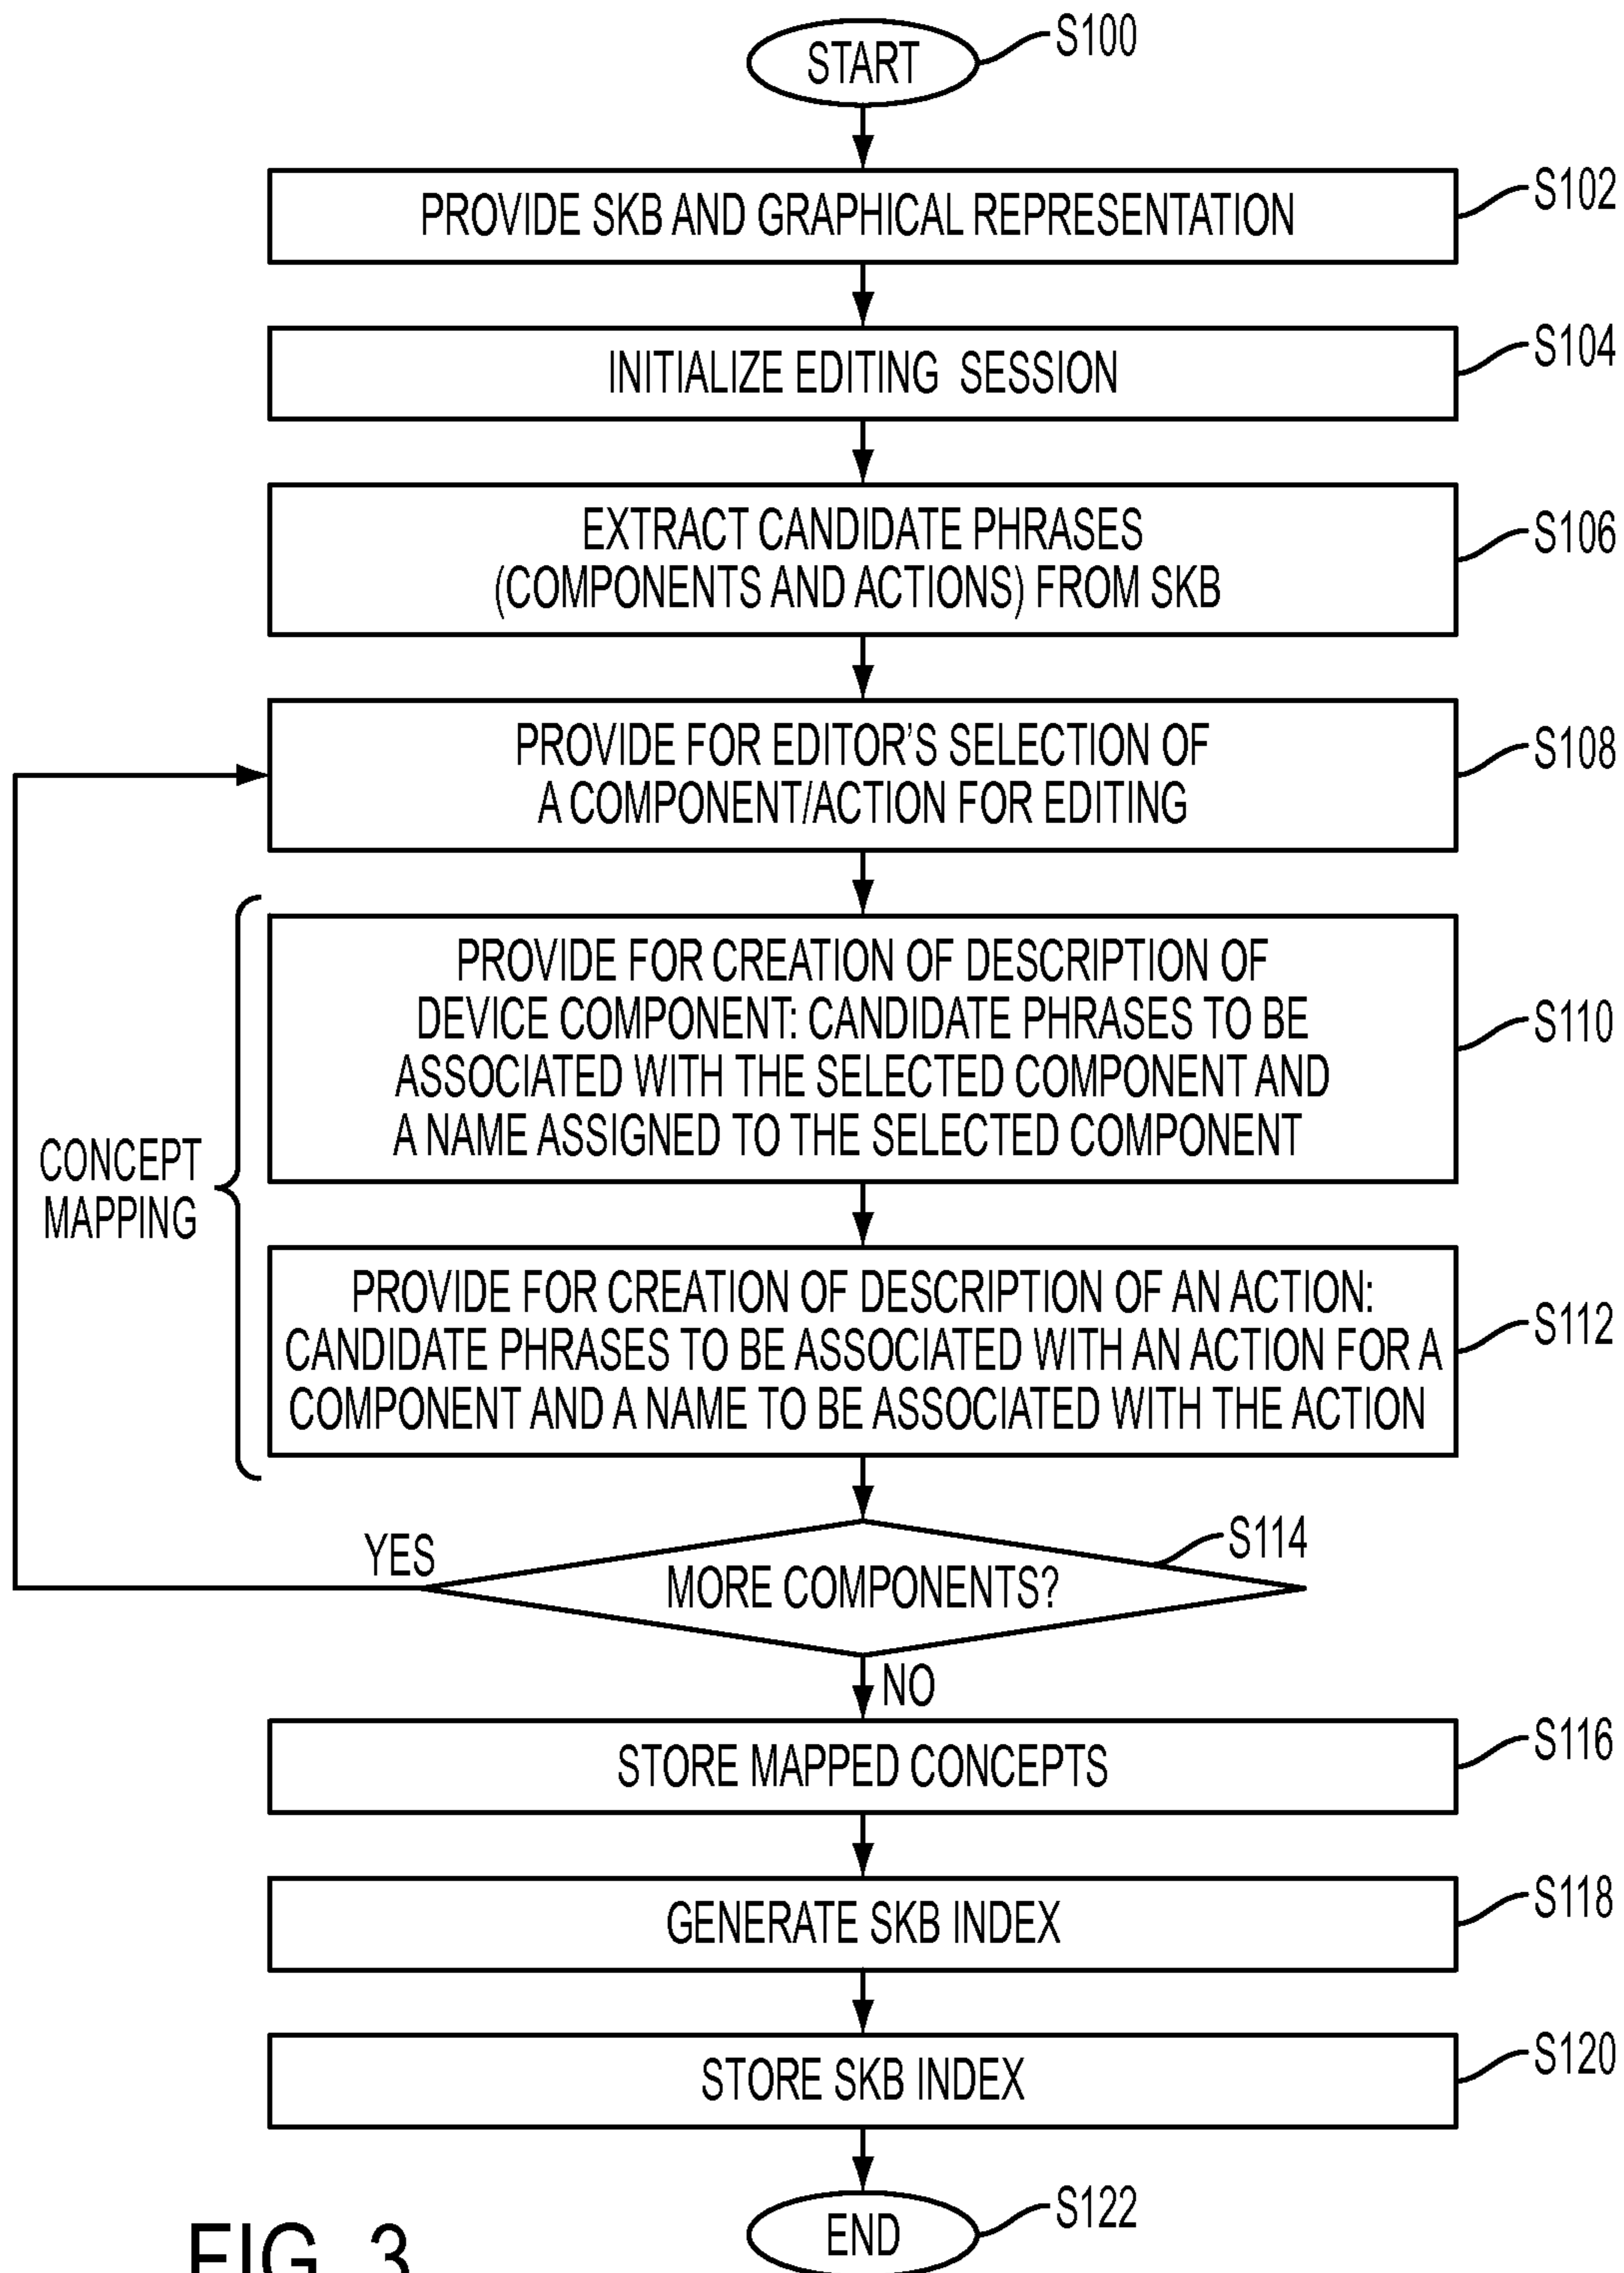 START
S100
PROVIDE SKB AND GRAPHICAL REPRESENTATION
S102
INITIALIZE EDITING SESSION
S104
EXTRACT CANDIDATE PHRASES
(COMPONENTS AND ACTIONS) FROM SKB
S106
PROVIDE FOR EDITOR'S SELECTION OF
A COMPONENT/ACTION FOR EDITING
S108
CONCEPT
MAPPING
PROVIDE FOR CREATION OF DESCRIPTION OF
DEVICE COMPONENT: CANDIDATE PHRASES TO BE
ASSOCIATED WITH THE SELECTED COMPONENT AND
A NAME ASSIGNED TO THE SELECTED COMPONENT
S110
PROVIDE FOR CREATION OF DESCRIPTION OF AN ACTION:
CANDIDATE PHRASES TO BE ASSOCIATED WITH AN ACTION FOR A
COMPONENT AND A NAME TO BE ASSOCIATED WITH THE ACTION
S112
YES
MORE COMPONENTS?
S114
NO
STORE MAPPED CONCEPTS
S116
GENERATE SKB INDEX
S118
STORE SKB INDEX
S120
END
S122
FIG. 3